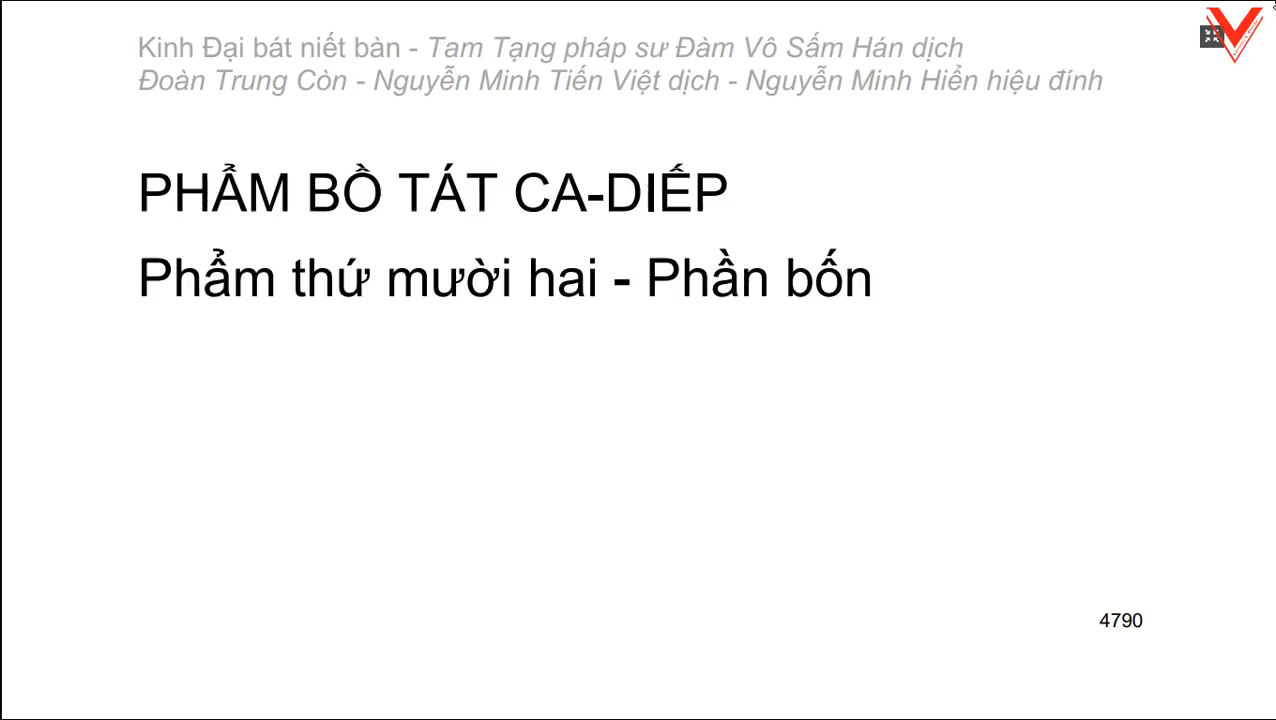 Kinh Đại bát niết bàn - Tam Tạng pháp sư Đàm Vô Sấm Hán dịch
Đoàn Trung Còn - Nguyễn Minh Tiến Việt dịch - Nguyễn Minh Hiển hiệu đính
PHẨM BỒ TÁT CA-DIẾP
Phẩm thứ mười hai - Phần bốn
4790